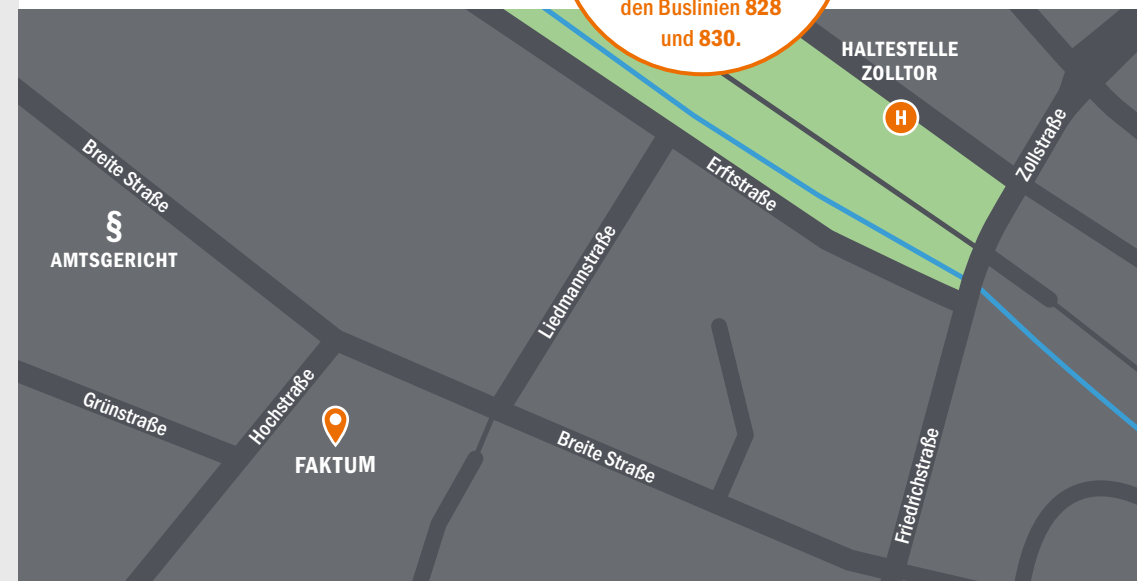 den Buslinien 828
und 830.
HALTESTELLE
ZOLLTOR
H
Zollstraße
Breite Straße
Erftstraße
§
AMTSGERICHT
Liedmannstraße
Grünstraße
Hochstraße
FAKTUM
Breite Straße
Friedrichstraße